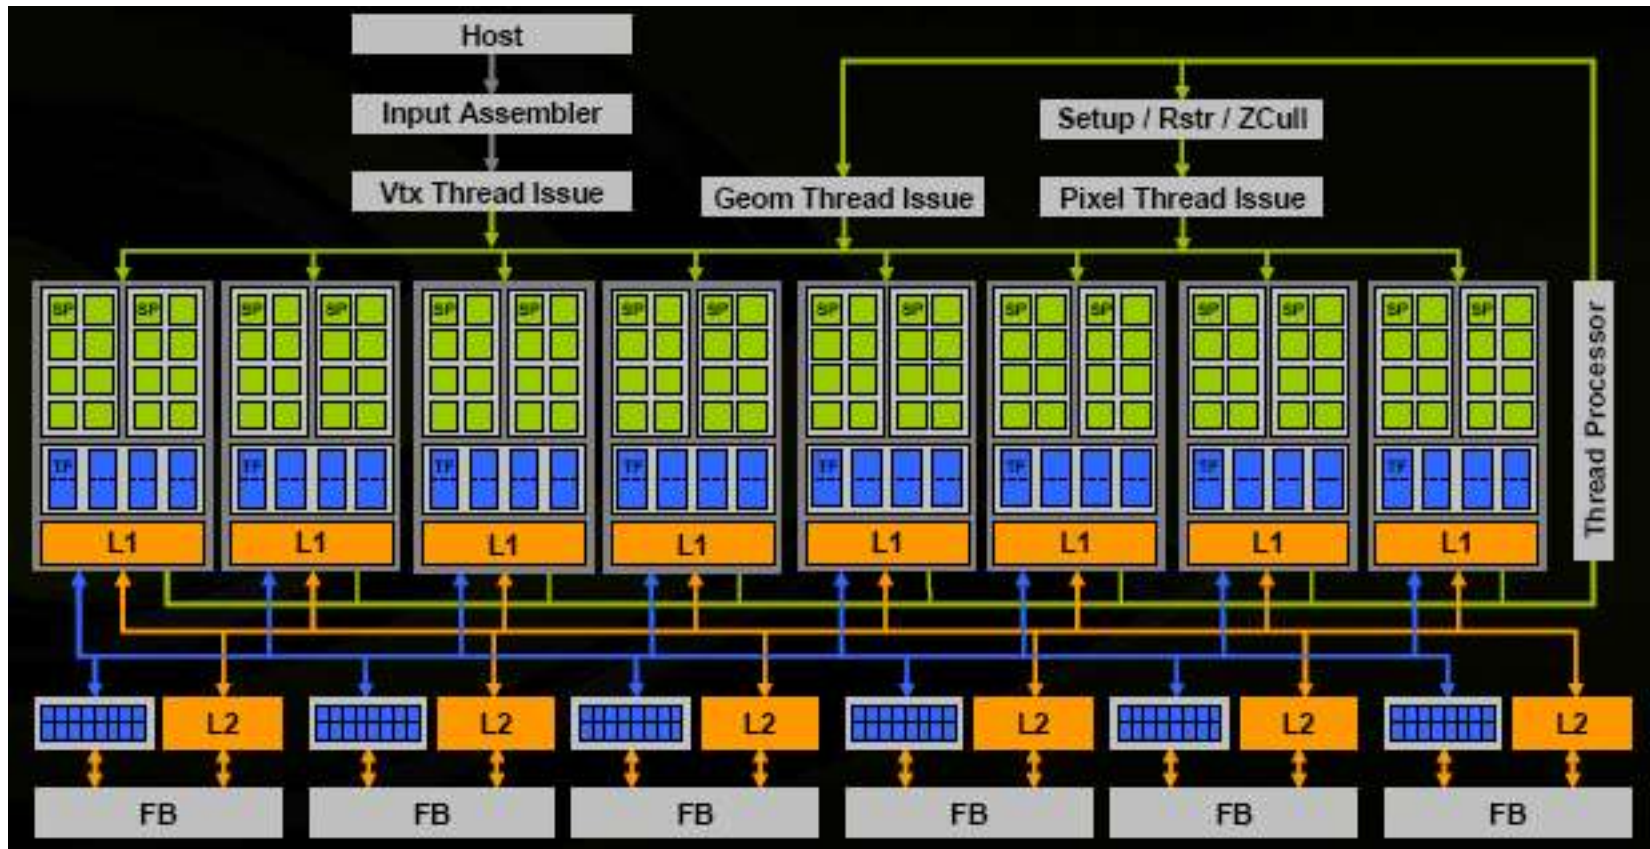 Host
Input Assembler
Setup / Rstr / ZCull
Vtx Thread Issue
Geom Thread Issue
Pixel Thread Issue
SP SP SP SP SP SP SP SP SP SP SP SP SP SP SP SP
Thread Processor
TF TF TF TF TF TF TF TF
L1 L1 L1 L1 L1 L1 L1 L1
L2 L2 L2 L2 L2 L2
FB FB FB FB FB FB